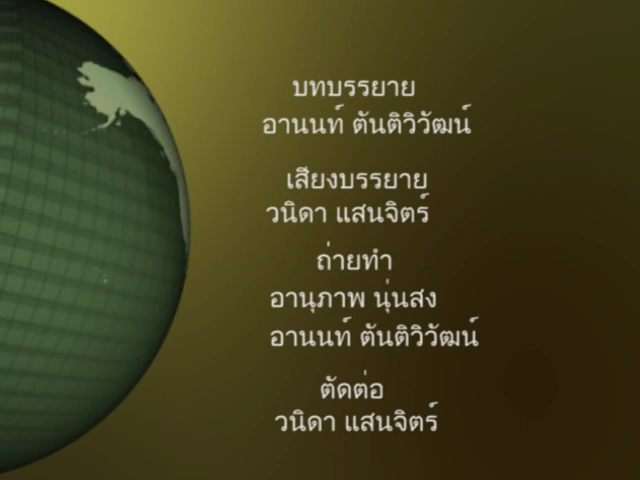 บทบรรยาย
อานนท์ ตันติวิวัฒน์
เสียงบรรยาย
วนิดา แสนจิตร์
ถ่ายทำ
อานุภาพ นุ่นสง
อานนท์ ตันติวิวัฒน์
ตัดต่อ
วนิดา แสนจิตร์